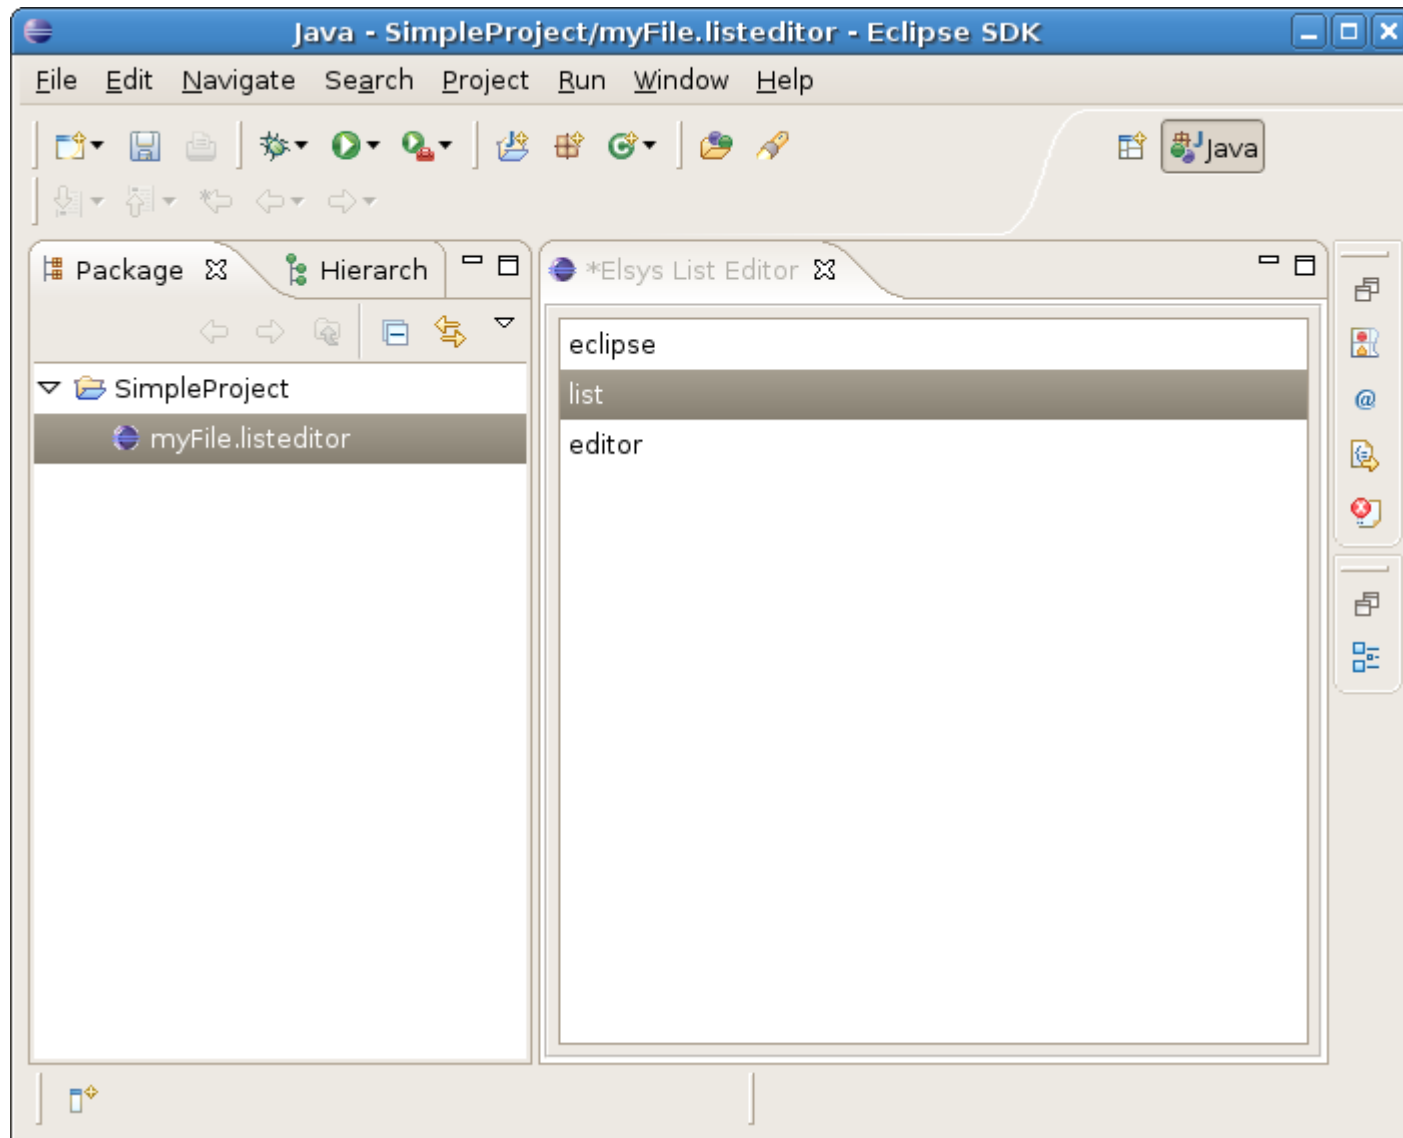 Java - SimpleProject/myFile.listeditor - Eclipse SDK
File Edit Navigate Search Project Run Window Help
Java
Package Hierarch
*Elsys List Editor
SimpleProject
myFile.listeditor
eclipse
list
editor